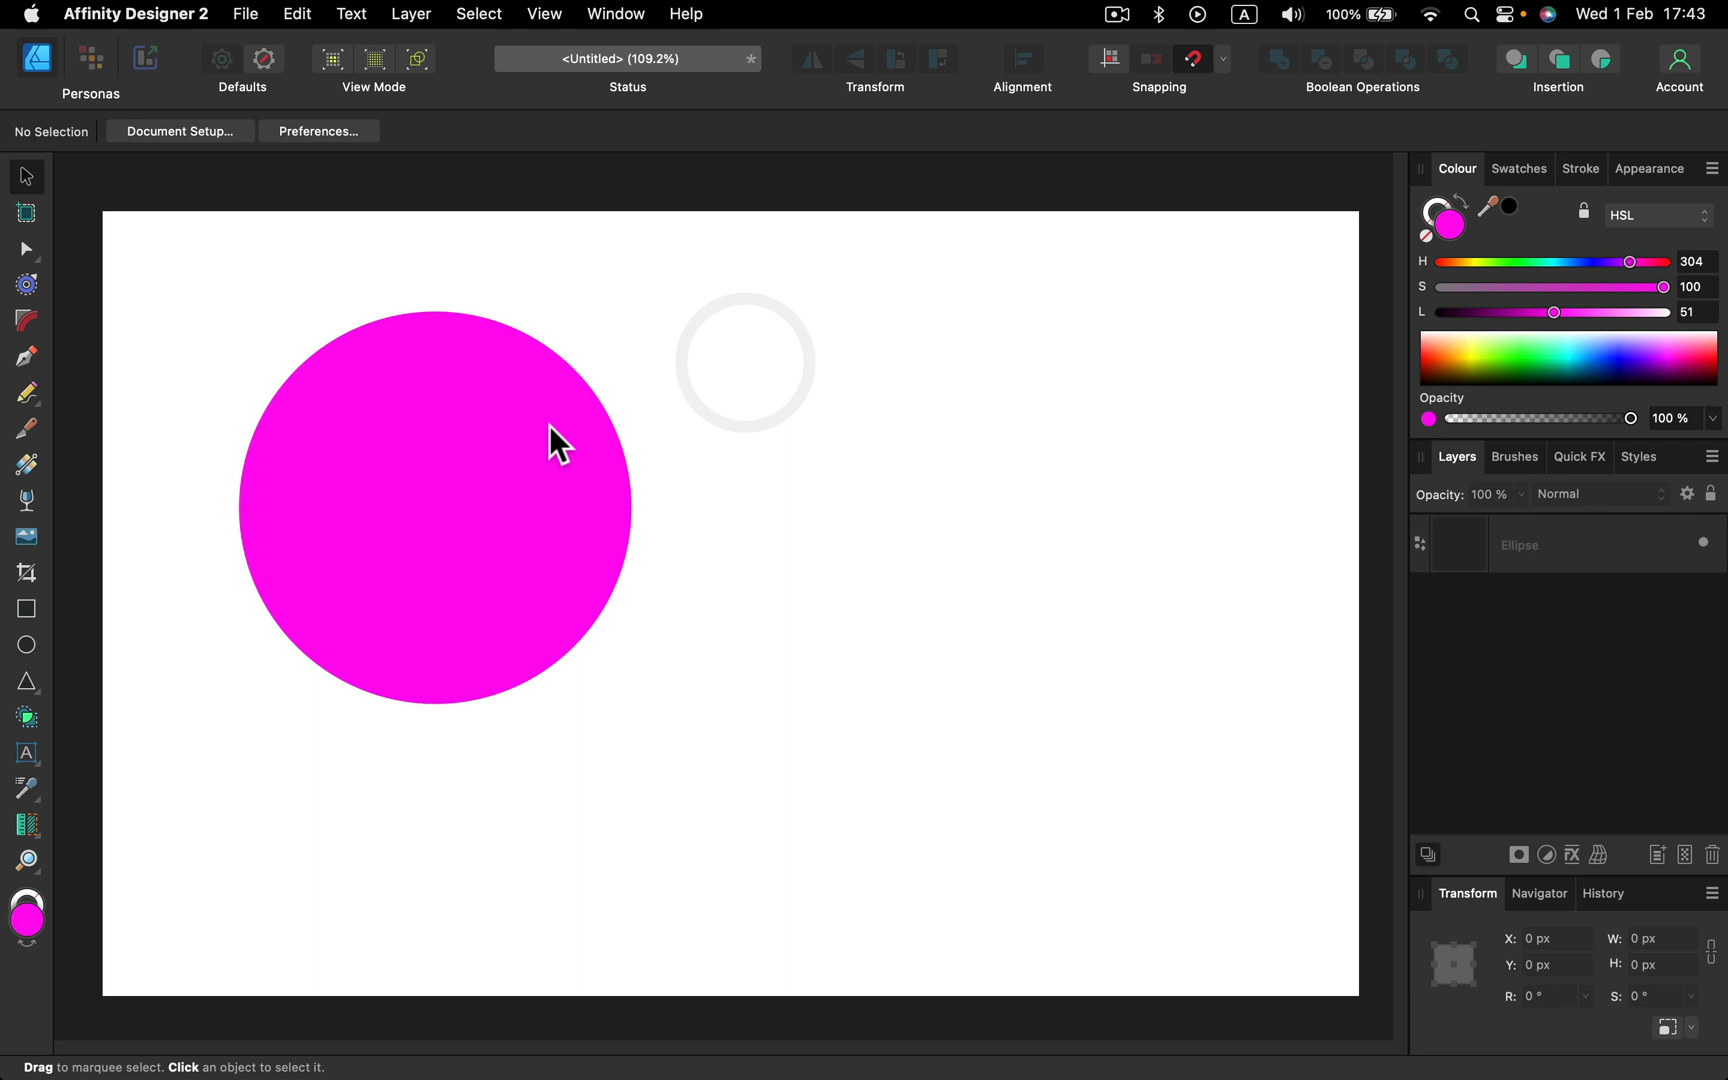 Affinity Designer 2 File Edit Text Layer Select View Window Help A 100% Wed 1 Feb 17:43
<Untitled> (109.2%) *
Personas Defaults View Mode Status Transform Alignment Snapping Boolean Operations Insertion Account
No Selection Document Setup... Preferences...
Colour Swatches Stroke Appearance
HSL
H 304
S 100
L 51
Opacity
100 %
Layers Brushes Quick FX Styles
Opacity: 100 % Normal
Ellipse
A
FX
Transform Navigator History
X: 0 px W: 0 px
Y: 0 px H: 0 px
R: 0 ° S: 0 °
Drag to marquee select. Click an object to select it.